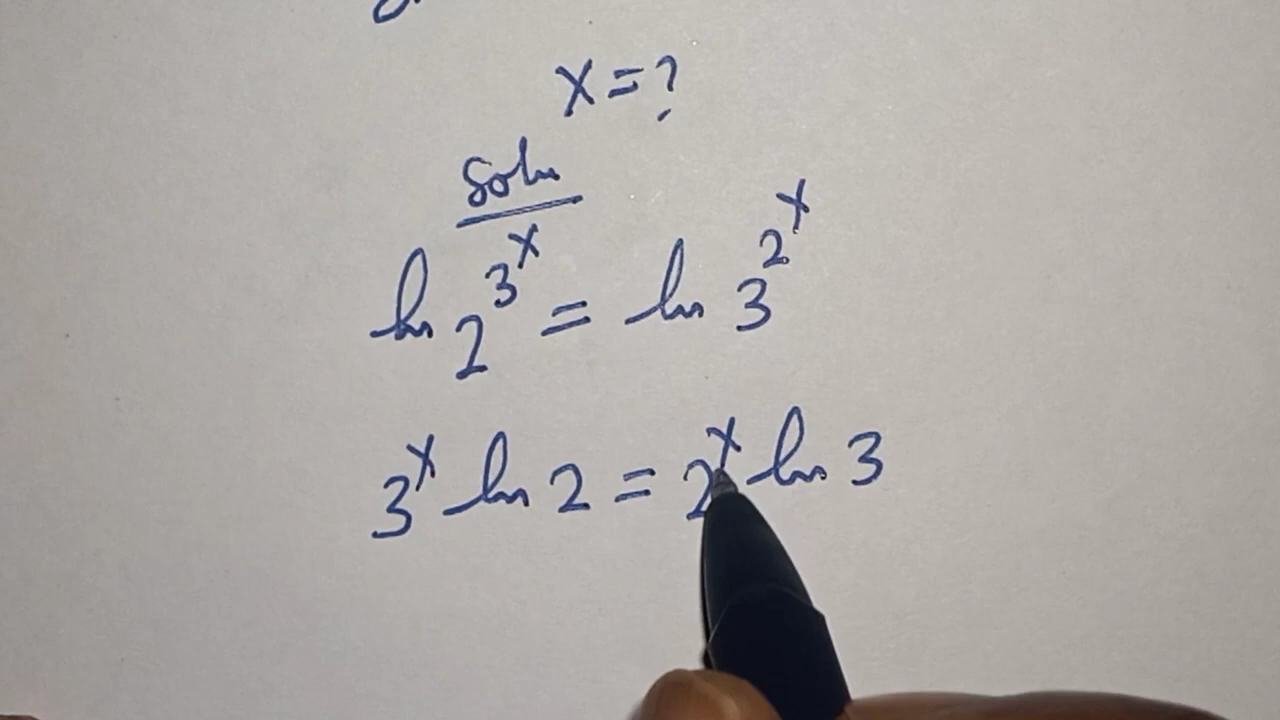 x = ?
Soln
ln 2^3^x = ln 3^2^x
3^x ln 2 = 2^x ln 3